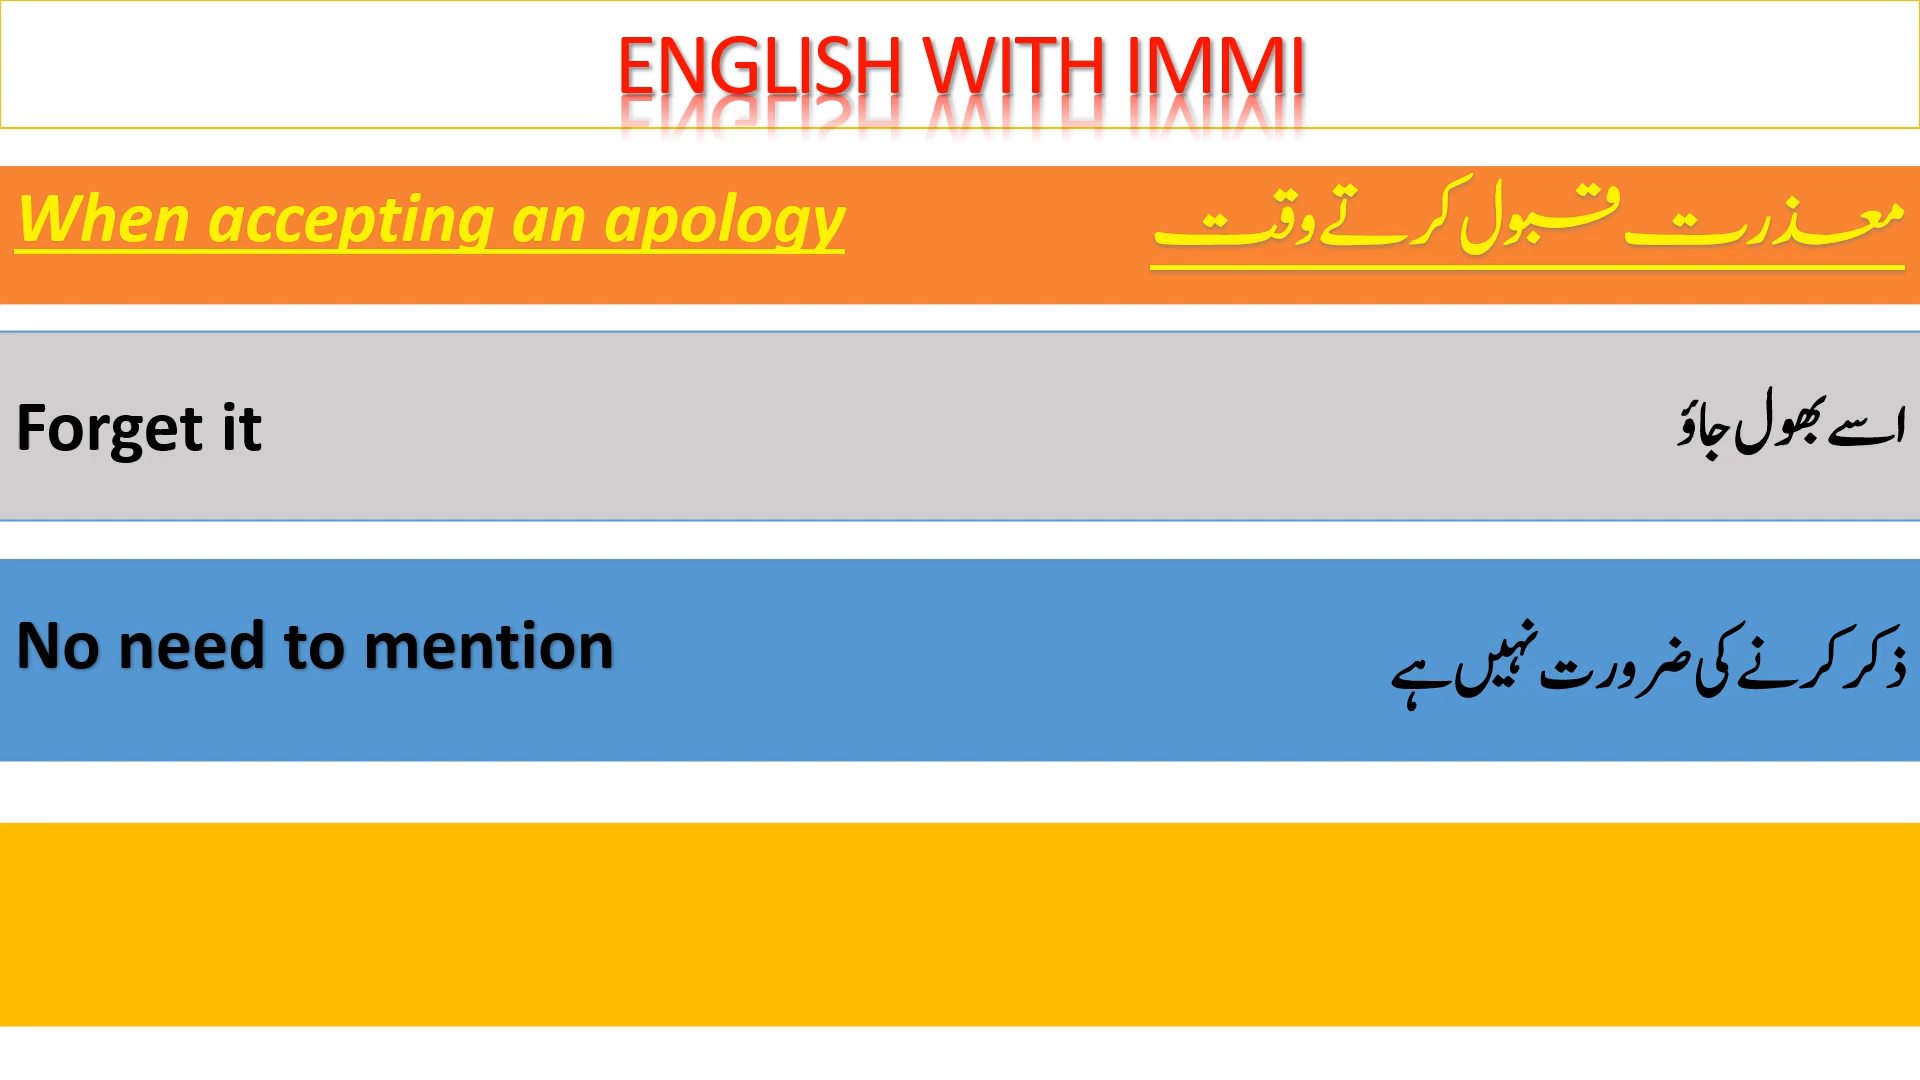 ENGLISH WITH IMMI
When accepting an apology معذرت قبول کرتے وقت
Forget it اسے بھول جاؤ
No need to mention ذکر کرنے کی ضرورت نہیں ہے